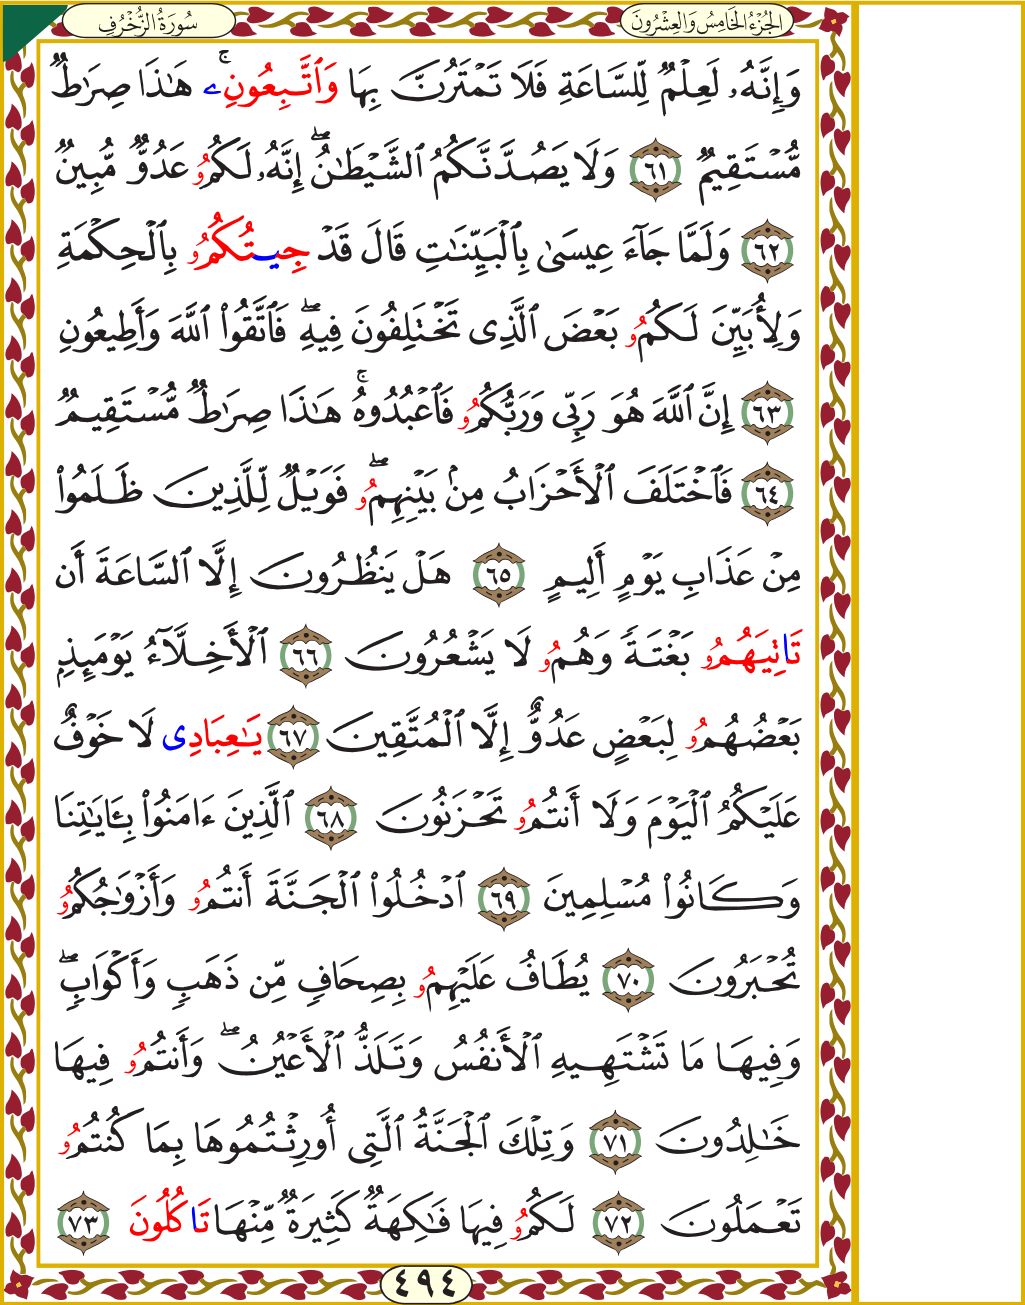 الجُزْءُ الخَامِسُ وَالعِشْرُونَ
سُورَةُ الزُّخْرُفِ
وَإِنَّهُۥ لَعِلْمٌ لِّلسَّاعَةِ فَلَا تَمْتَرُنَّ بِهَا وَٱتَّبِعُونِۦۚ هَٰذَا صِرَٰطٌ
مُّسْتَقِيمٌ ٦١ وَلَا يَصُدَّنَّكُمُ ٱلشَّيْطَٰنُۖ إِنَّهُۥ لَكُمُۥ عَدُوٌّ مُّبِينٌ
٦٢ وَلَمَّا جَآءَ عِيسَىٰ بِٱلْبَيِّنَٰتِ قَالَ قَدْ جِيتُكُمُۥ بِٱلْحِكْمَةِ
وَلِأُبَيِّنَ لَكُمُۥ بَعْضَ ٱلَّذِى تَخْتَلِفُونَ فِيهِۖ فَٱتَّقُوا۟ ٱللَّهَ وَأَطِيعُونِ
٦٣ إِنَّ ٱللَّهَ هُوَ رَبِّى وَرَبُّكُمُۥ فَٱعْبُدُوهُۚ هَٰذَا صِرَٰطٌ مُّسْتَقِيمٌ
٦٤ فَٱخْتَلَفَ ٱلْأَحْزَابُ مِنۢ بَيْنِهِمُۥۖ فَوَيْلٌ لِّلَّذِينَ ظَلَمُوا۟
مِنْ عَذَابِ يَوْمٍ أَلِيمٍ ٦٥ هَلْ يَنظُرُونَ إِلَّا ٱلسَّاعَةَ أَن
تَاتِيَهُمُۥ بَغْتَةً وَهُمُۥ لَا يَشْعُرُونَ ٦٦ ٱلْأَخِلَّآءُ يَوْمَئِذٍۭ
بَعْضُهُمُۥ لِبَعْضٍ عَدُوٌّ إِلَّا ٱلْمُتَّقِينَ ٦٧ يَٰعِبَادِى لَا خَوْفٌ
عَلَيْكُمُ ٱلْيَوْمَ وَلَا أَنتُمُۥ تَحْزَنُونَ ٦٨ ٱلَّذِينَ ءَامَنُوا۟ بِـَٔايَٰتِنَا
وَكَانُوا۟ مُسْلِمِينَ ٦٩ ٱدْخُلُوا۟ ٱلْجَنَّةَ أَنتُمُۥ وَأَزْوَٰجُكُمُۥ
تُحْبَرُونَ ٧٠ يُطَافُ عَلَيْهِمُۥ بِصِحَافٍ مِّن ذَهَبٍ وَأَكْوَابٍۖ
وَفِيهَا مَا تَشْتَهِيهِ ٱلْأَنفُسُ وَتَلَذُّ ٱلْأَعْيُنُۖ وَأَنتُمُۥ فِيهَا
خَٰلِدُونَ ٧١ وَتِلْكَ ٱلْجَنَّةُ ٱلَّتِى أُورِثْتُمُوهَا بِمَا كُنتُمُۥ
تَعْمَلُونَ ٧٢ لَكُمُۥ فِيهَا فَٰكِهَةٌ كَثِيرَةٌ مِّنْهَا تَاكُلُونَ ٧٣
٤٩٤